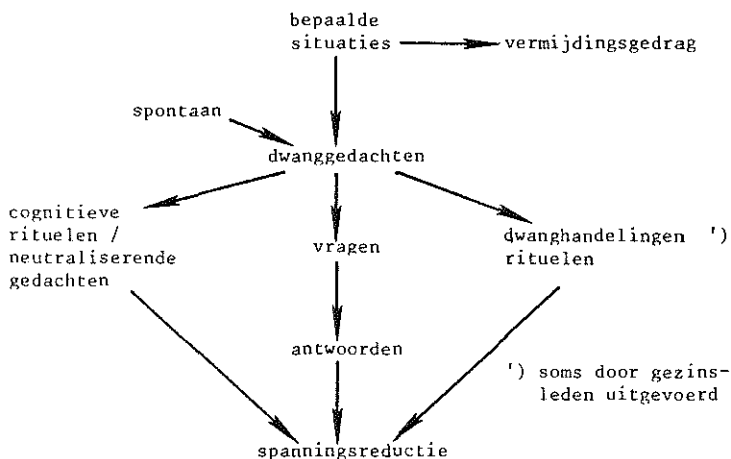 bepaalde
situaties
vermijdingsgedrag
spontaan
dwanggedachten
cognitieve
rituelen /
neutraliserende
gedachten
vragen
dwanghandelingen ')
rituelen
antwoorden
') soms door gezins-
leden uitgevoerd
spanningsreductie